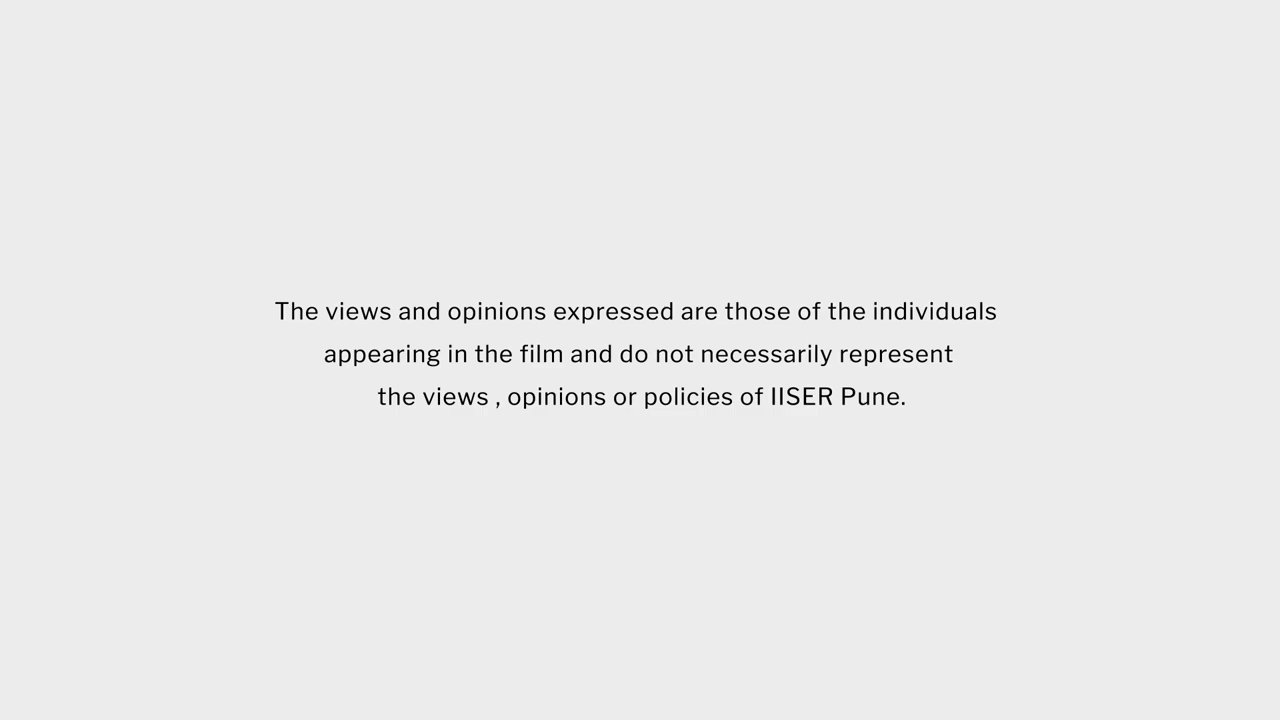 The views and opinions expressed are those of the individuals
appearing in the film and do not necessarily represent
the views , opinions or policies of IISER Pune.